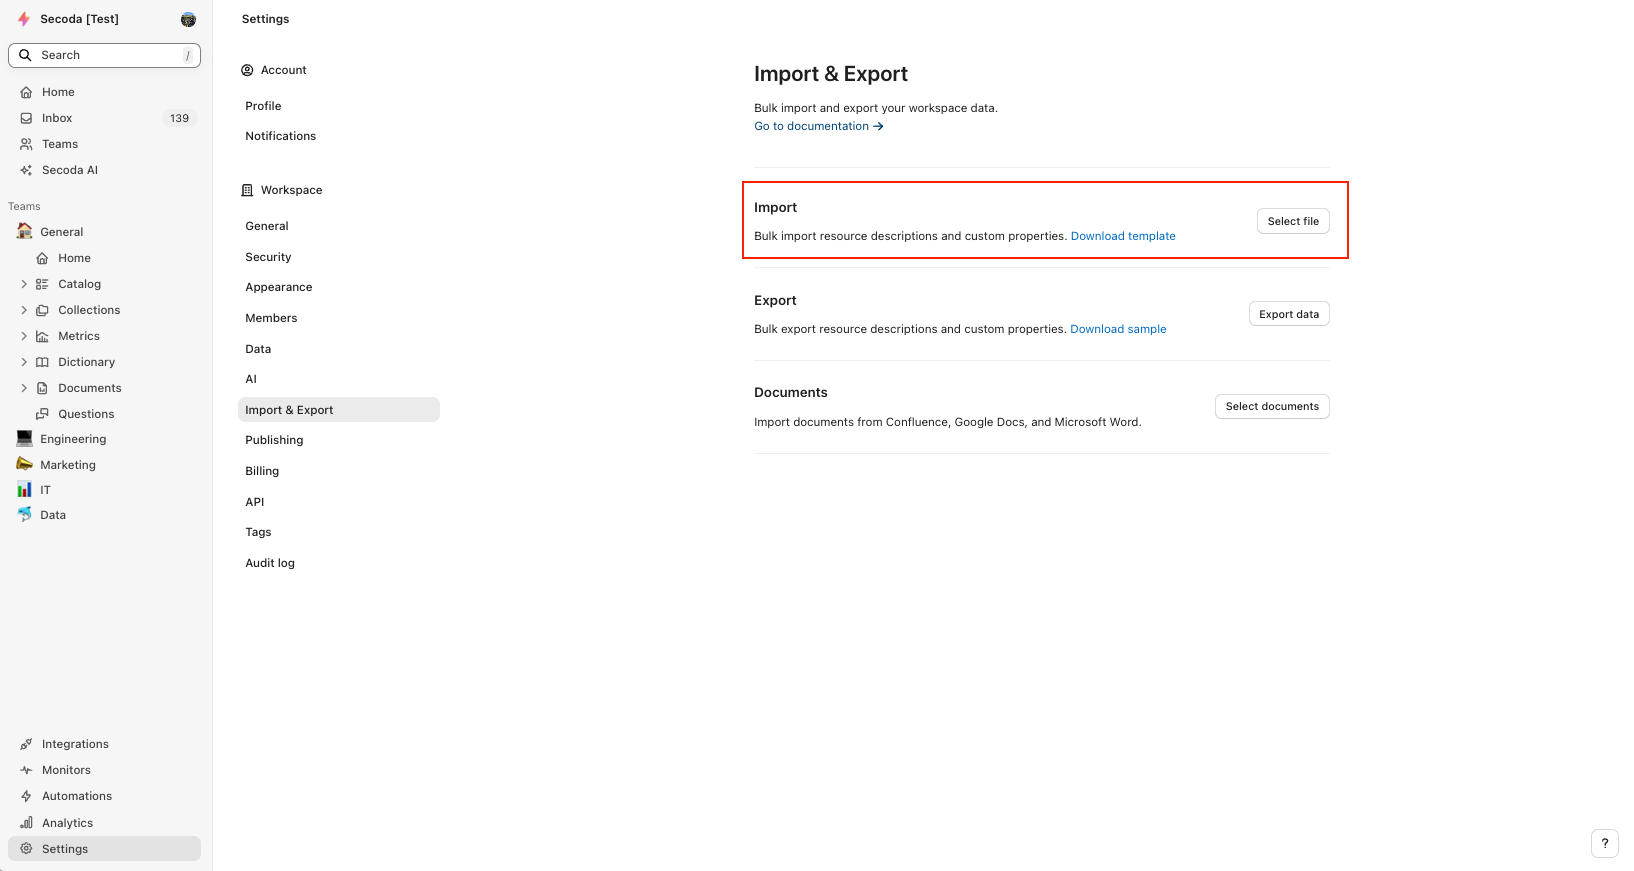 Secoda [Test]
Search /
Home
Inbox 139
Teams
Secoda AI
Teams
General
Home
Catalog
Collections
Metrics
Dictionary
Documents
Questions
Engineering
Marketing
IT
Data
Integrations
Monitors
Automations
Analytics
Settings
Settings
Account
Profile
Notifications
Workspace
General
Security
Appearance
Members
Data
AI
Import & Export
Publishing
Billing
API
Tags
Audit log
Import & Export
Bulk import and export your workspace data.
Go to documentation →
Import
Select file
Bulk import resource descriptions and custom properties. Download template
Export
Export data
Bulk export resource descriptions and custom properties. Download sample
Documents
Select documents
Import documents from Confluence, Google Docs, and Microsoft Word.
?